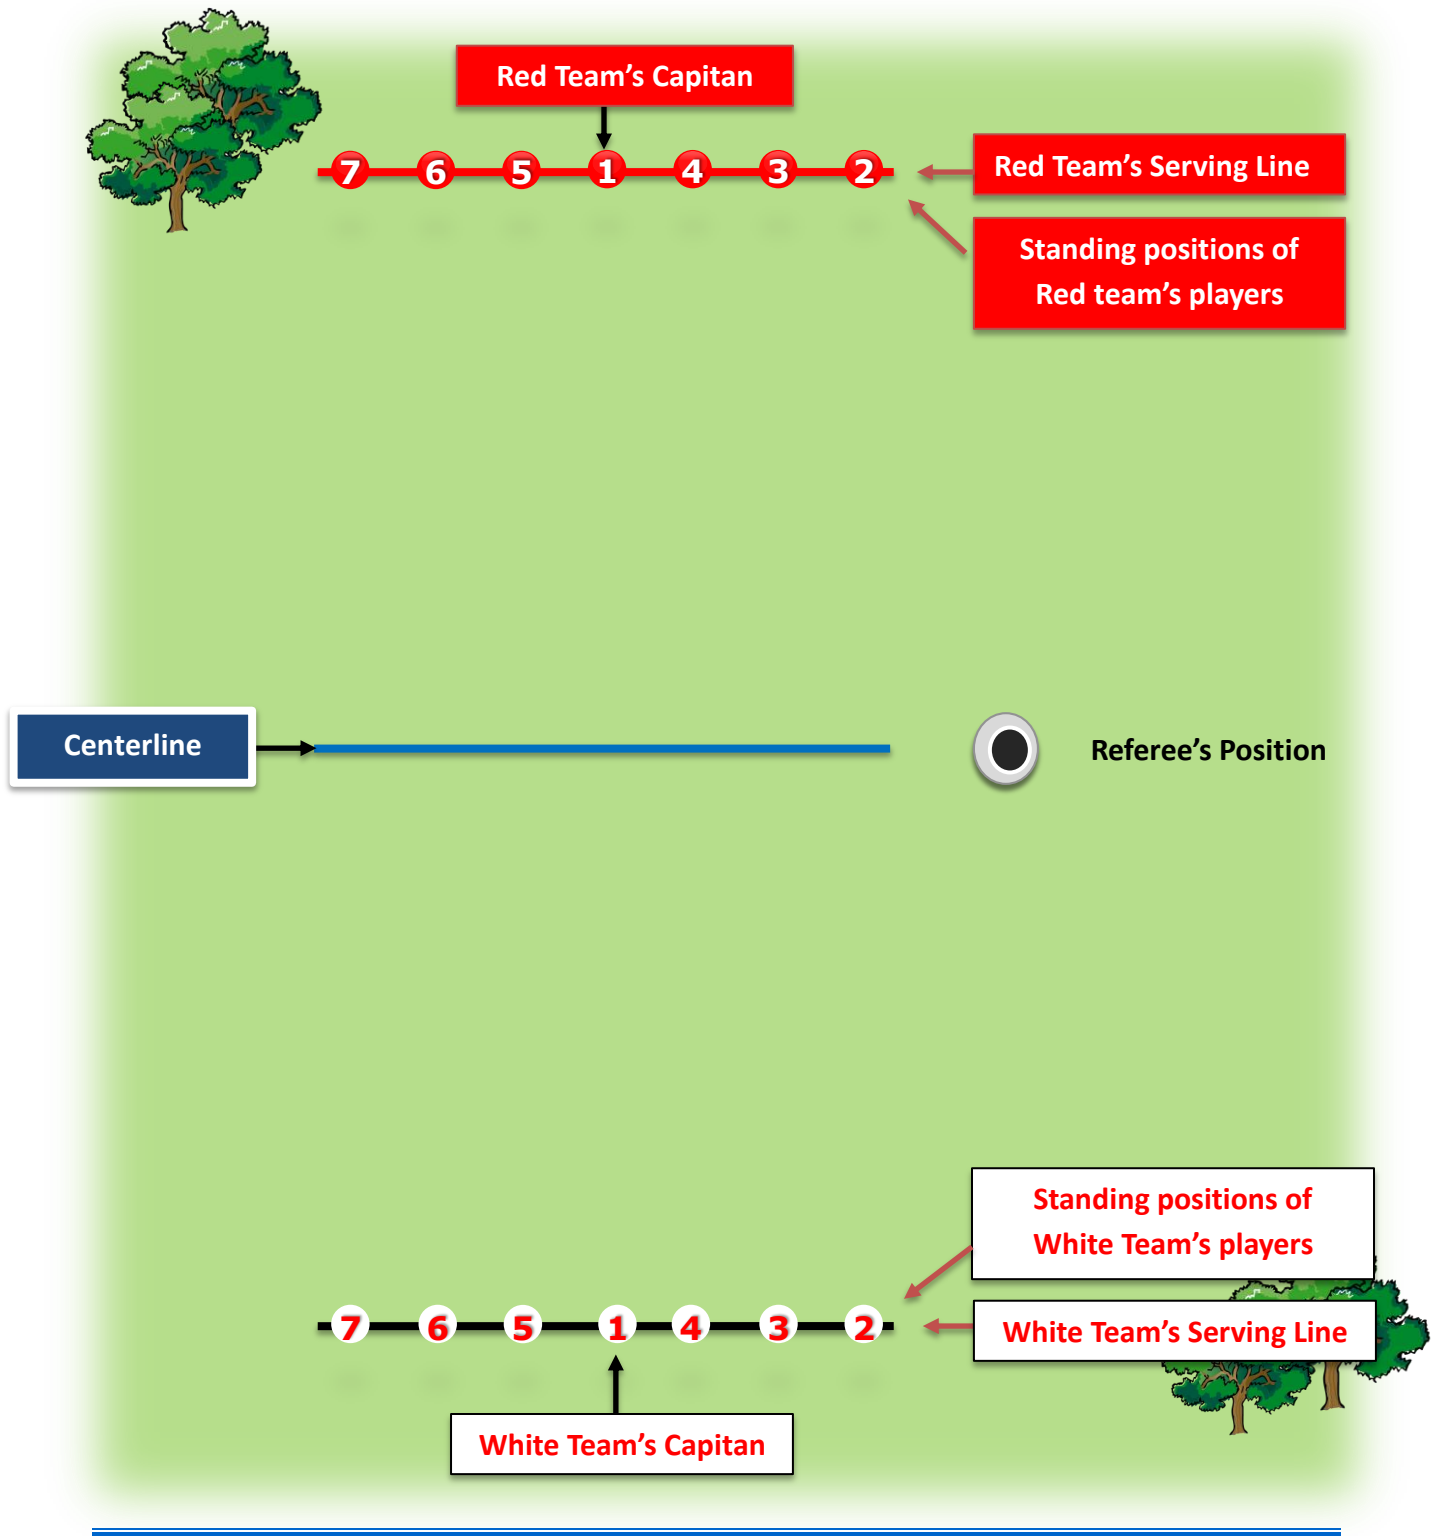 Red Team’s Capitan
7 6 5 1 4 3 2
Red Team’s Serving Line
Standing positions of
Red team’s players
Centerline
Referee’s Position
Standing positions of
White Team’s players
7 6 5 1 4 3 2
White Team’s Serving Line
White Team’s Capitan